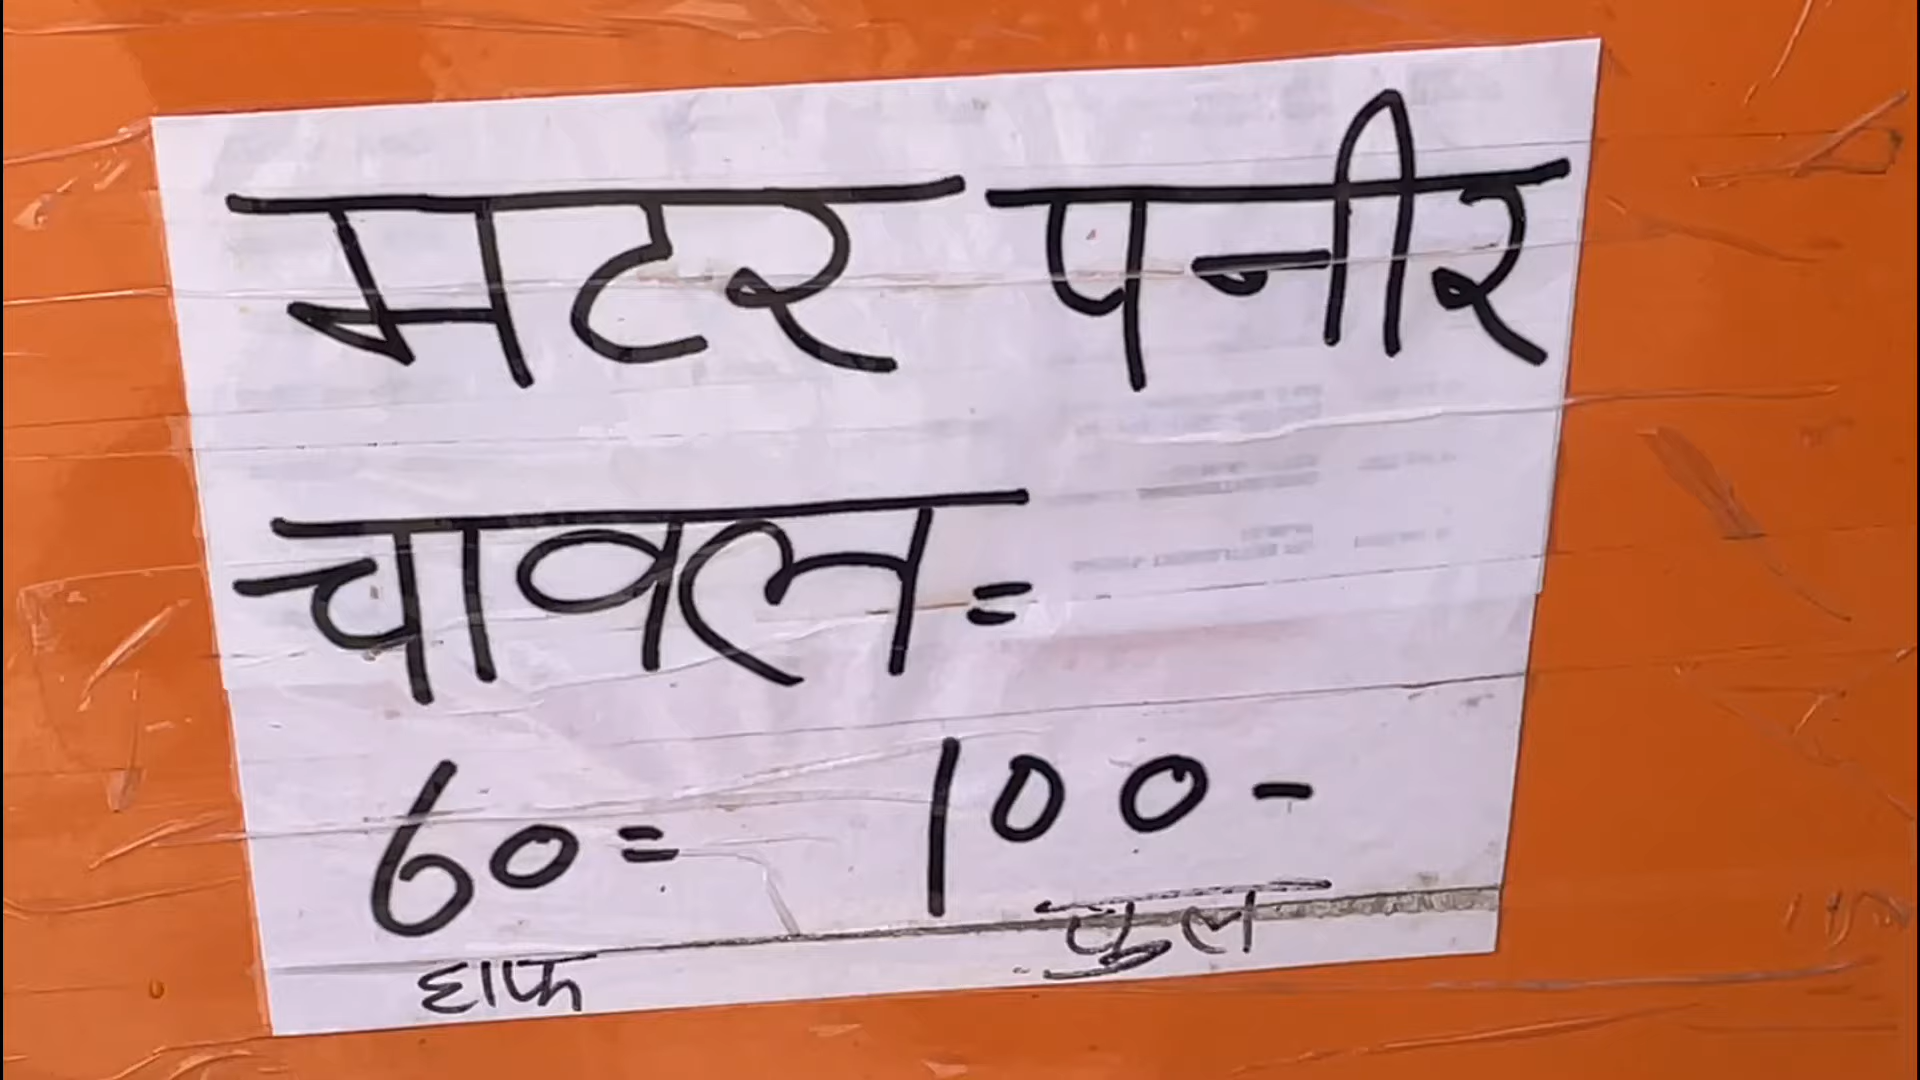 मटर पनीर
चावल =
60 = 100 -
हाफ फुल